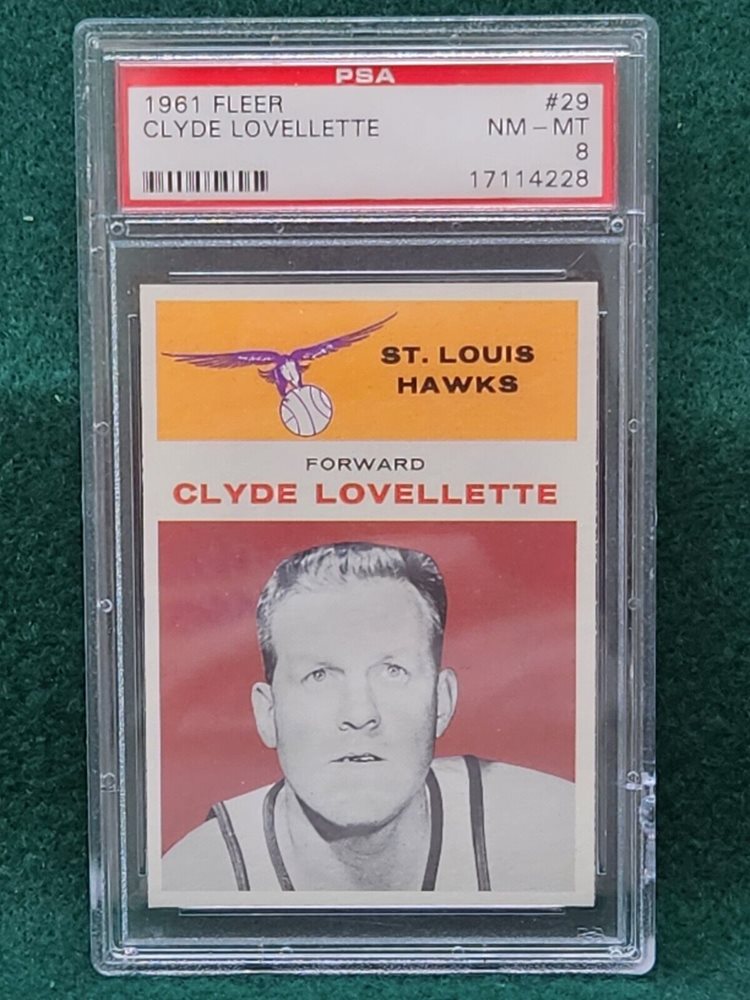 PSA
1961 FLEER #29
CLYDE LOVELLETTE NM - MT
8
17114228
ST. LOUIS
HAWKS
FORWARD
CLYDE LOVELLETTE